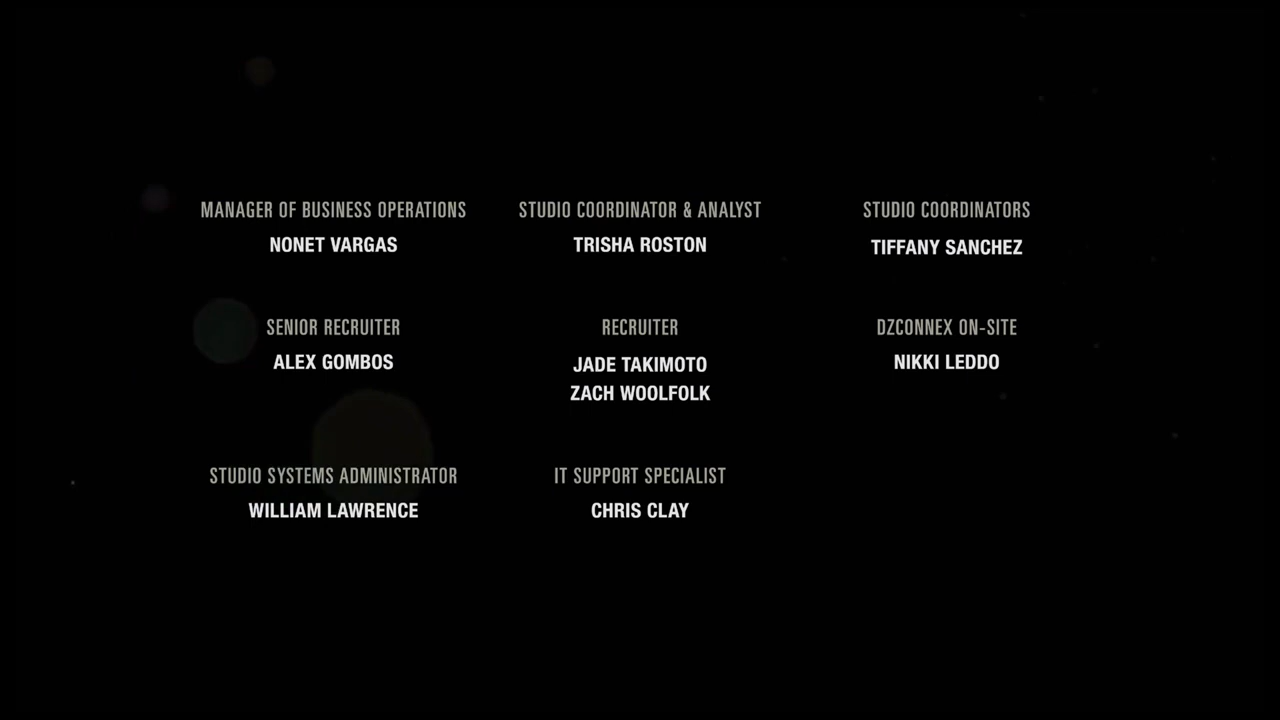 MANAGER OF BUSINESS OPERATIONS
NONET VARGAS
STUDIO COORDINATOR & ANALYST
TRISHA ROSTON
STUDIO COORDINATORS
TIFFANY SANCHEZ
SENIOR RECRUITER
ALEX GOMBOS
RECRUITER
JADE TAKIMOTO
ZACH WOOLFOLK
DZCONNEX ON-SITE
NIKKI LEDDO
STUDIO SYSTEMS ADMINISTRATOR
WILLIAM LAWRENCE
IT SUPPORT SPECIALIST
CHRIS CLAY